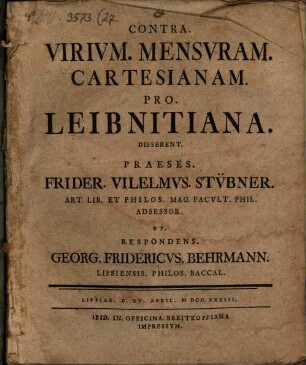 3573 (27.
CONTRA.
VIRIVM. MENSVRAM.
CARTESIANAM.
PRO.
LEIBNITIANA.
DISSERENT.
PRAESES.
FRIDER. VILELMVS. STÜBNER.
ART. LIB. ET PHILOS. MAG. FACVLT. PHIL.
ADSESSOR.
ET.
RESPONDENS.
GEORG. FRIDERICVS. BEHRMANN.
LIPSIENSIS. PHILOS. BACCAL.
LIPSIAE. D. XV. APRIL. M DCC. XXXIII.
IBID. IN. OFFICINA. BREITKOPFIANA
IMPRESSVM.